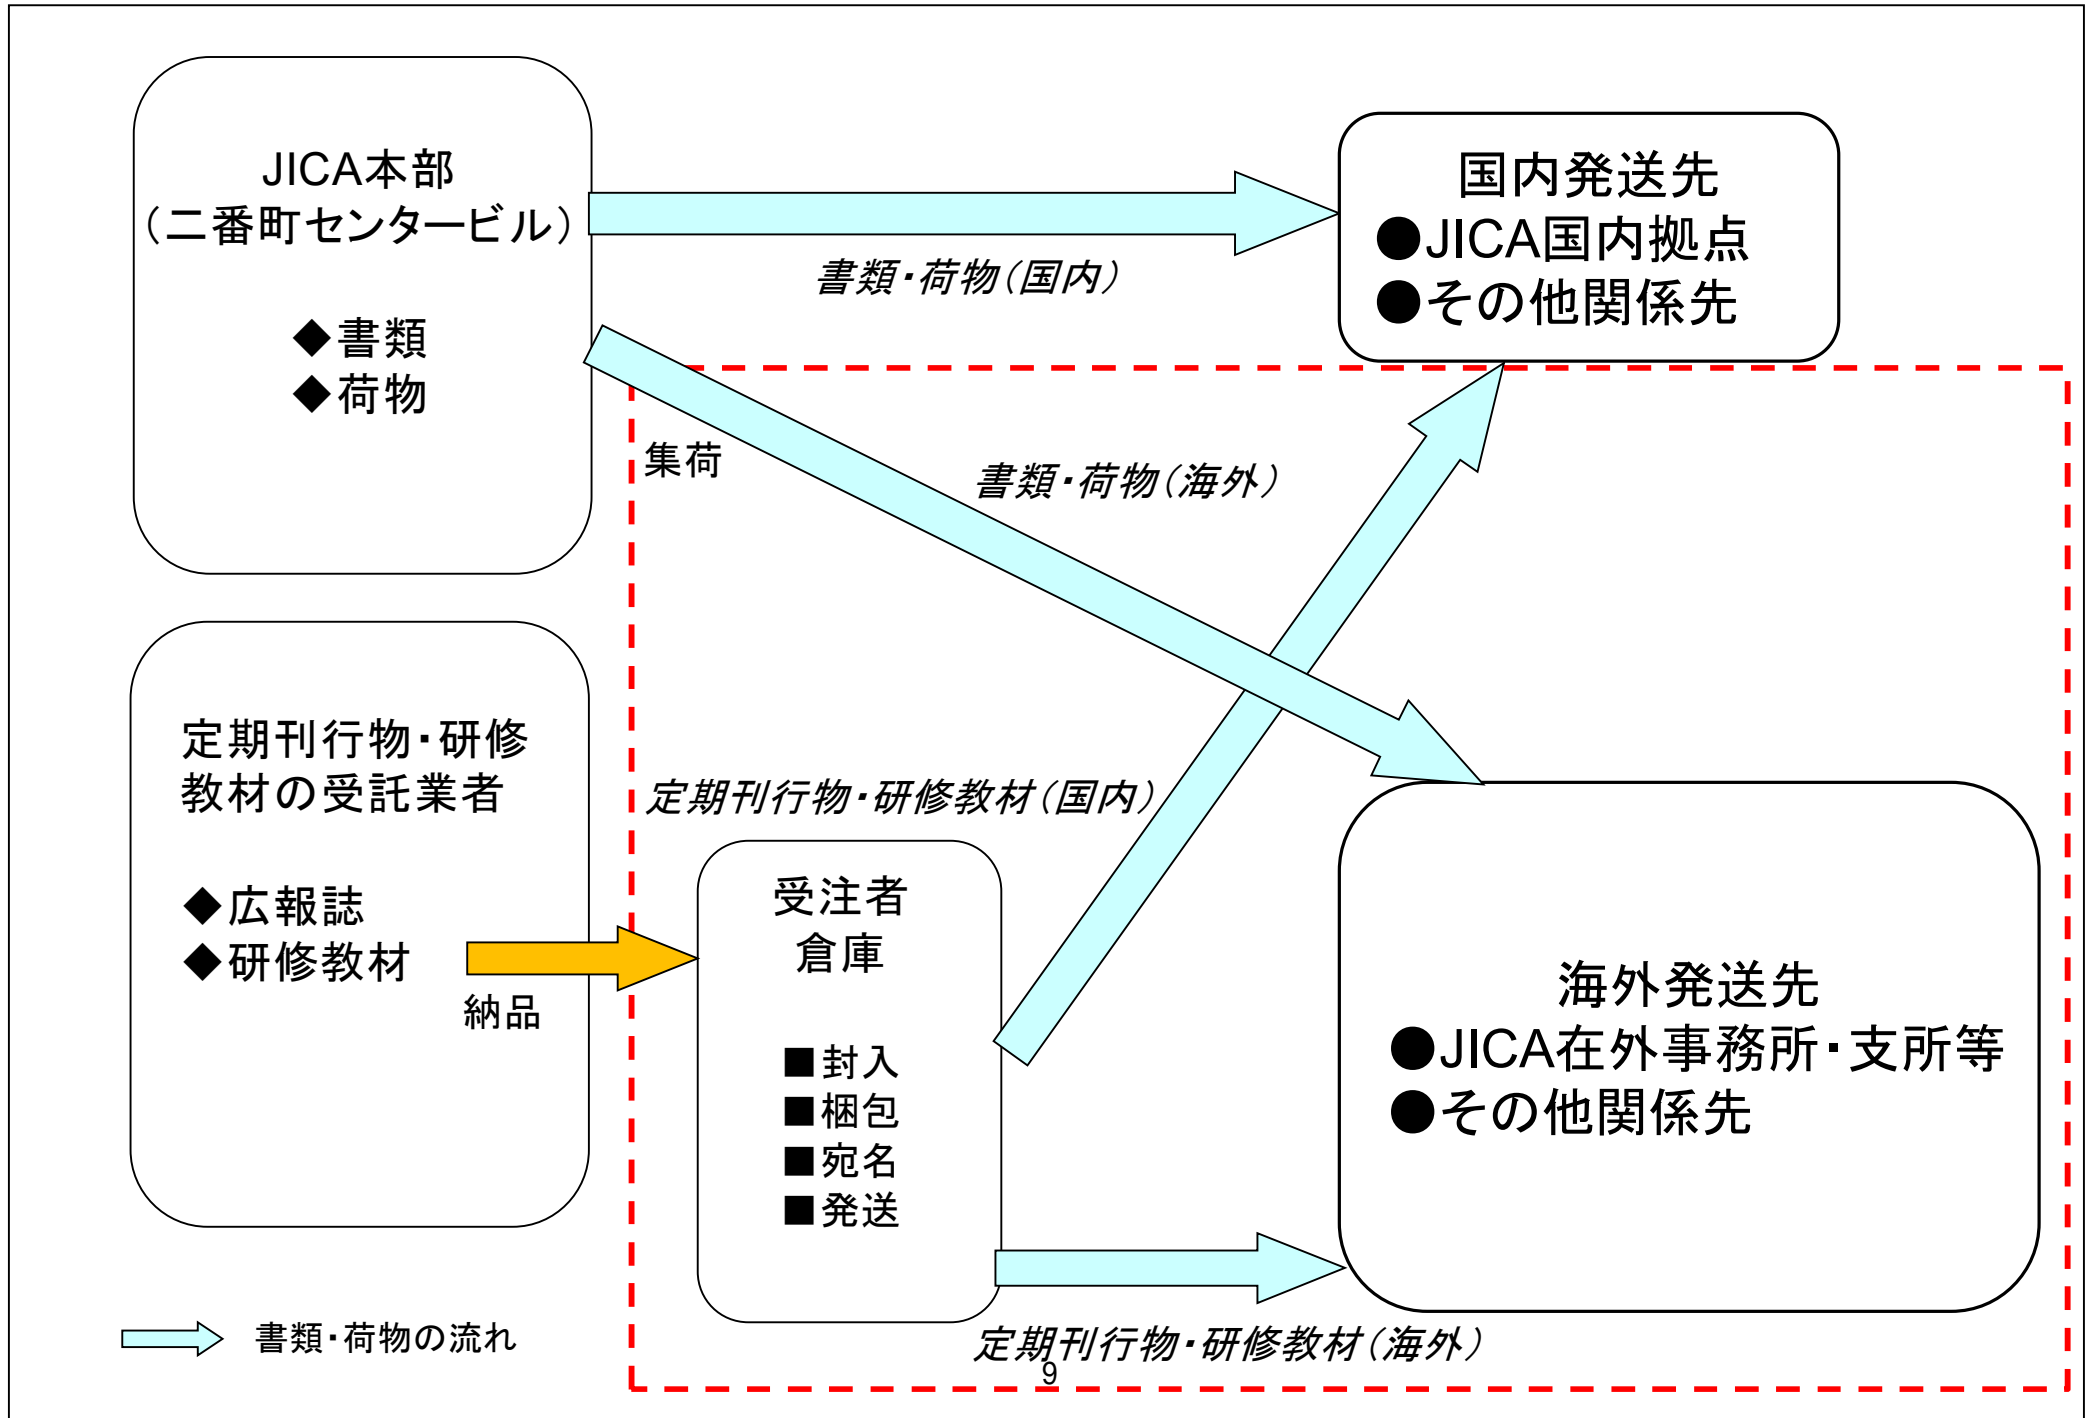 JICA本部
（二番町センタービル）
◆書類
◆荷物
書類・荷物（国内）
国内発送先
●JICA国内拠点
●その他関係先
集荷
書類・荷物（海外）
定期刊行物・研修
教材の受託業者
◆広報誌
◆研修教材
納品
定期刊行物・研修教材（国内）
受注者
倉庫
■封入
■梱包
■宛名
■発送
海外発送先
●JICA在外事務所・支所等
●その他関係先
書類・荷物の流れ
定期刊行物・研修教材（海外）
9